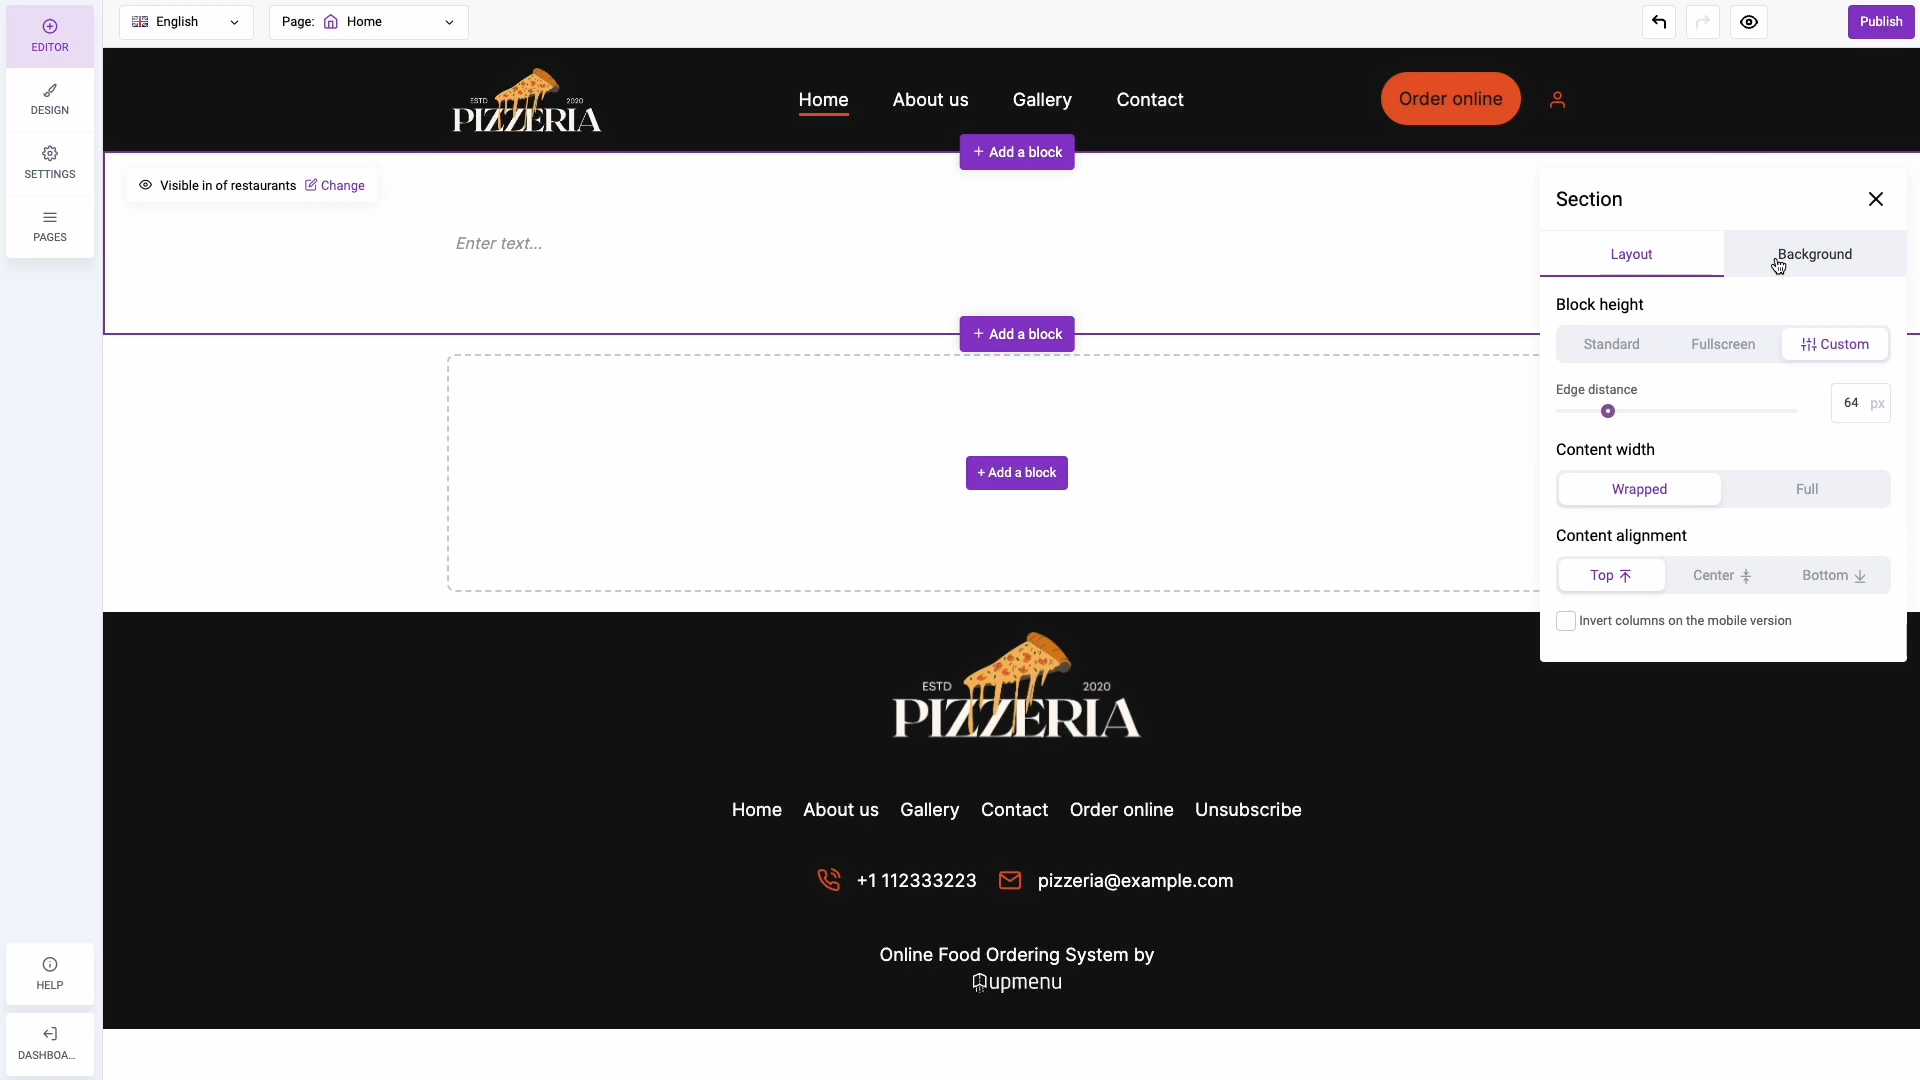 English
Page: Home
Publish
EDITOR
DESIGN
SETTINGS
PAGES
HELP
DASHBOA...
ESTD 2020
PIZZERIA
Home About us Gallery Contact
Order online
+ Add a block
Visible in of restaurants Change
Enter text...
+ Add a block
+ Add a block
Section
Layout Background
Block height
Standard Fullscreen Custom
Edge distance
64 px
Content width
Wrapped Full
Content alignment
Top Center Bottom
Invert columns on the mobile version
ESTD 2020
PIZZERIA
Home About us Gallery Contact Order online Unsubscribe
+1 112333223 pizzeria@example.com
Online Food Ordering System by
upmenu